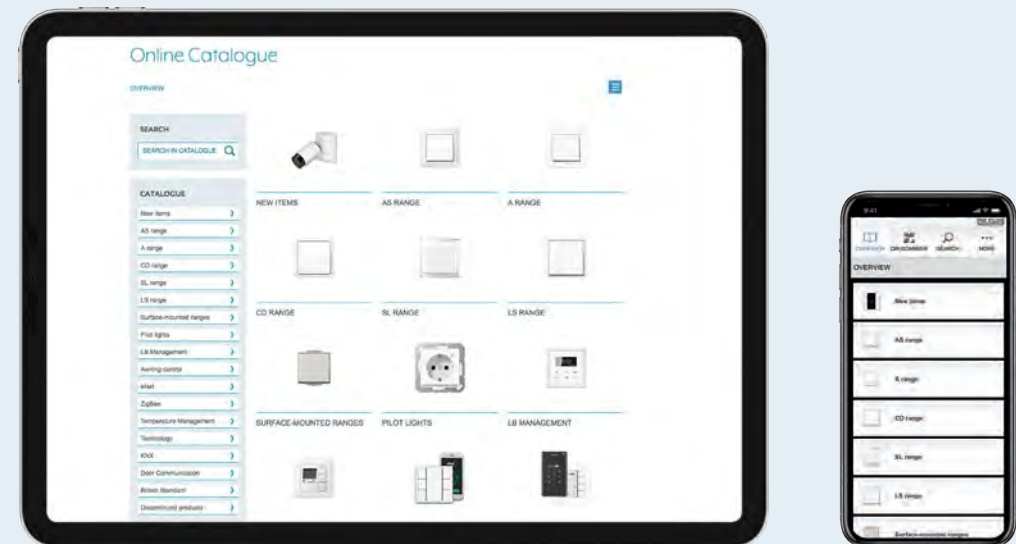 Online Catalogue
OVERVIEW
SEARCH
SEARCH IN CATALOGUE
CATALOGUE
New items
AS range
A range
CD range
SL range
LS range
Surface-mounted ranges
Pilot lights
LB Management
Awning control
eNet
ZigBee
Temperature Management
Technology
KNX
Door Communication
British Standard
Discontinued products
NEW ITEMS
AS RANGE
A RANGE
CD RANGE
SL RANGE
LS RANGE
SURFACE-MOUNTED RANGES
PILOT LIGHTS
LB MANAGEMENT
9:41
OVERVIEW
SEARCH
MORE
OVERVIEW
New items
AS range
A range
CD range
SL range
LS range
Surface-mounted ranges